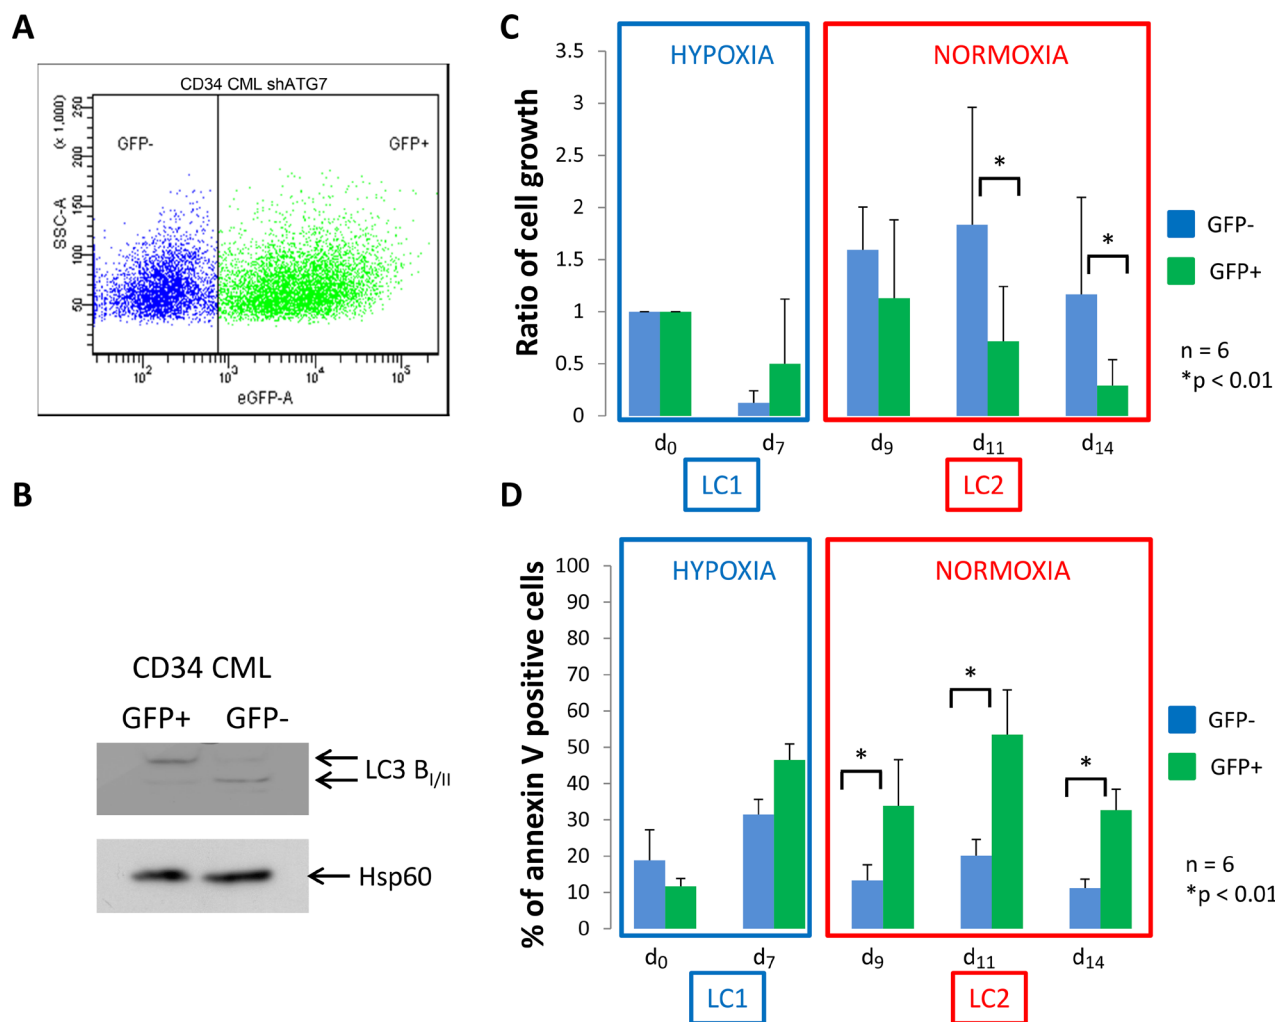 A
CD34 CML shATG7
GFP-
GFP+
SSC-A
(x 1,000)
250
200
150
100
50
10²
10³
10⁴
10⁵
eGFP-A
B
CD34 CML
GFP+ GFP-
LC3 B I/II
Hsp60
C
HYPOXIA
NORMOXIA
Ratio of cell growth
3.5
3
2.5
2
1.5
1
0.5
0
*
*
d0
d7
d9
d11
d14
LC1
LC2
GFP-
GFP+
n = 6
*p < 0.01
D
HYPOXIA
NORMOXIA
% of annexin V positive cells
100
90
80
70
60
50
40
30
20
10
0
*
*
*
d0
d7
d9
d11
d14
LC1
LC2
GFP-
GFP+
n = 6
*p < 0.01